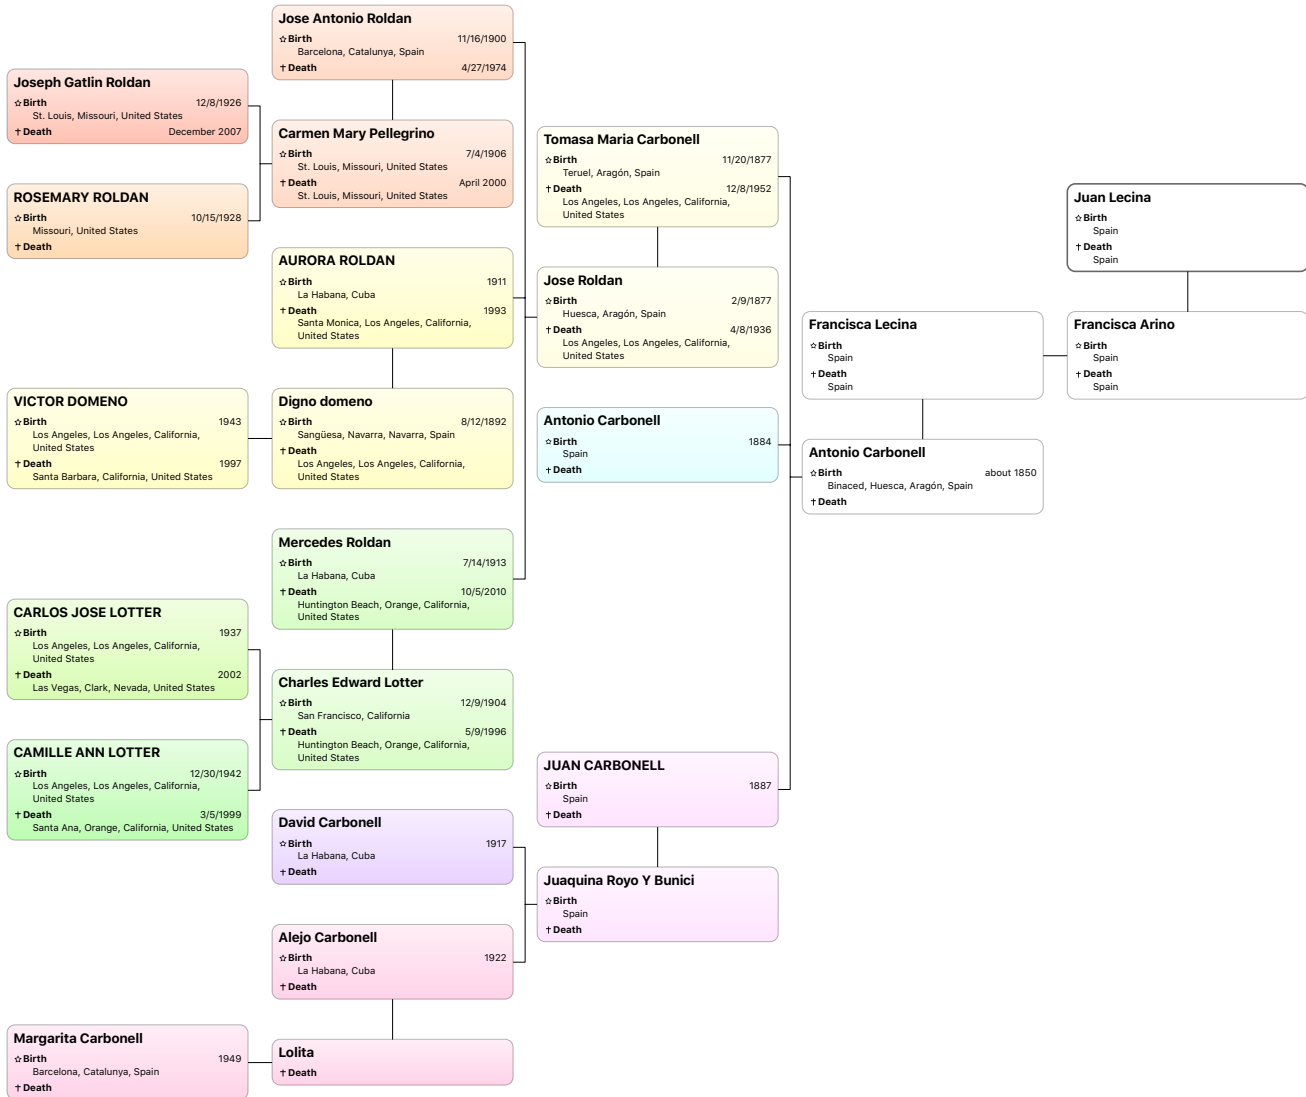 Jose Antonio Roldan
☆Birth 11/16/1900
Barcelona, Catalunya, Spain
†Death 4/27/1974
Joseph Gatlin Roldan
☆Birth 12/8/1926
St. Louis, Missouri, United States
†Death December 2007
Carmen Mary Pellegrino
☆Birth 7/4/1906
St. Louis, Missouri, United States
†Death April 2000
St. Louis, Missouri, United States
ROSEMARY ROLDAN
☆Birth 10/15/1928
Missouri, United States
†Death
AURORA ROLDAN
☆Birth 1911
La Habana, Cuba
†Death 1993
Santa Monica, Los Angeles, California,
United States
VICTOR DOMENO
☆Birth 1943
Los Angeles, Los Angeles, California,
United States
†Death 1997
Santa Barbara, California, United States
Digno domeno
☆Birth 8/12/1892
Sangüesa, Navarra, Navarra, Spain
†Death
Los Angeles, Los Angeles, California,
United States
Mercedes Roldan
☆Birth 7/14/1913
La Habana, Cuba
†Death 10/5/2010
Huntington Beach, Orange, California,
United States
CARLOS JOSE LOTTER
☆Birth 1937
Los Angeles, Los Angeles, California,
United States
†Death 2002
Las Vegas, Clark, Nevada, United States
Charles Edward Lotter
☆Birth 12/9/1904
San Francisco, California
†Death 5/9/1996
Huntington Beach, Orange, California,
United States
CAMILLE ANN LOTTER
☆Birth 12/30/1942
Los Angeles, Los Angeles, California,
United States
†Death 3/5/1999
Santa Ana, Orange, California, United States
David Carbonell
☆Birth 1917
La Habana, Cuba
†Death
Alejo Carbonell
☆Birth 1922
La Habana, Cuba
†Death
Margarita Carbonell
☆Birth 1949
Barcelona, Catalunya, Spain
†Death
Lolita
†Death
Tomasa Maria Carbonell
☆Birth 11/20/1877
Teruel, Aragón, Spain
†Death 12/8/1952
Los Angeles, Los Angeles, California,
United States
Jose Roldan
☆Birth 2/9/1877
Huesca, Aragón, Spain
†Death 4/8/1936
Los Angeles, Los Angeles, California,
United States
Antonio Carbonell
☆Birth 1884
Spain
†Death
JUAN CARBONELL
☆Birth 1887
Spain
†Death
Juaquina Royo Y Bunici
☆Birth
Spain
†Death
Francisca Lecina
☆Birth
Spain
†Death
Spain
Antonio Carbonell
☆Birth about 1850
Binaced, Huesca, Aragón, Spain
†Death
Juan Lecina
☆Birth
Spain
†Death
Spain
Francisca Arino
☆Birth
Spain
†Death
Spain